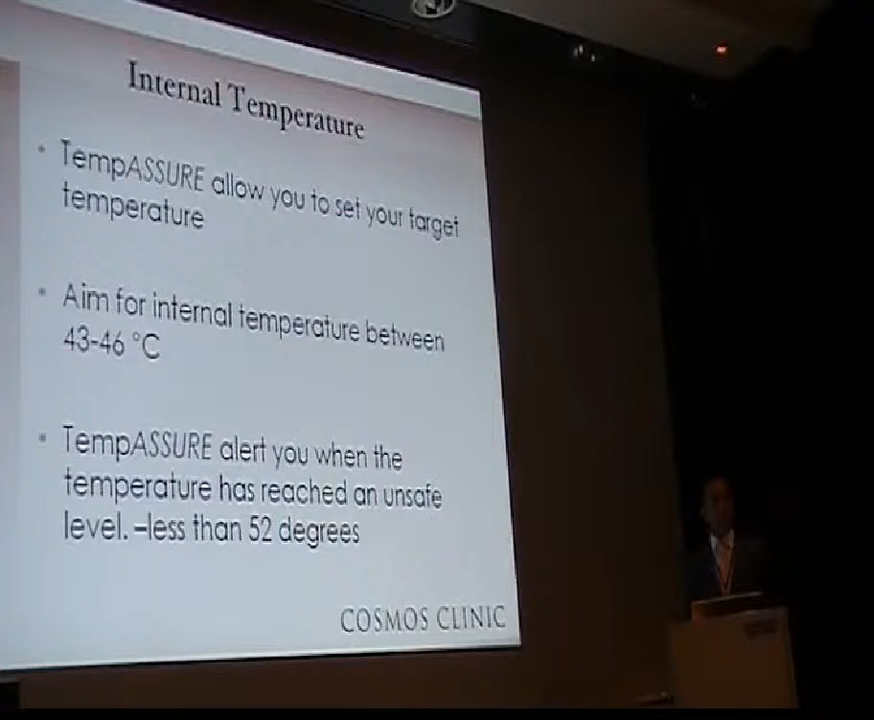 Internal Temperature
• TempASSURE allow you to set your target
temperature
• Aim for internal temperature between
43-46 °C
• TempASSURE alert you when the
temperature has reached an unsafe
level. –less than 52 degrees
COSMOS CLINIC